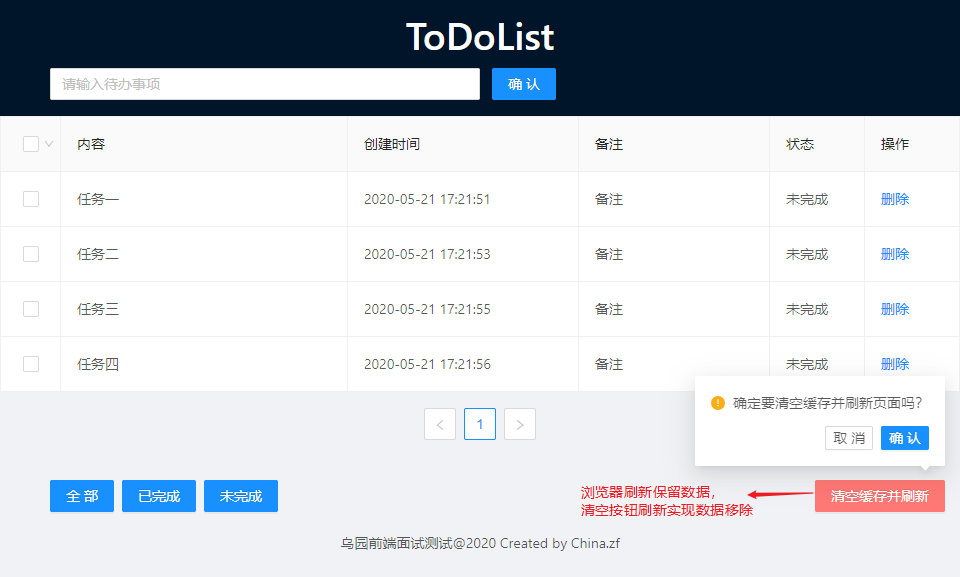 ToDoList
请输入待办事项
确 认
内容 创建时间 备注 状态 操作
任务一 2020-05-21 17:21:51 备注 未完成 删除
任务二 2020-05-21 17:21:53 备注 未完成 删除
任务三 2020-05-21 17:21:55 备注 未完成 删除
任务四 2020-05-21 17:21:56 备注 未完成 删除
确定要清空缓存并刷新页面吗?
取 消 确 认
< 1 >
全 部 已完成 未完成
浏览器刷新保留数据,
清空按钮刷新实现数据移除
清空缓存并刷新
乌园前端面试测试@2020 Created by China.zf